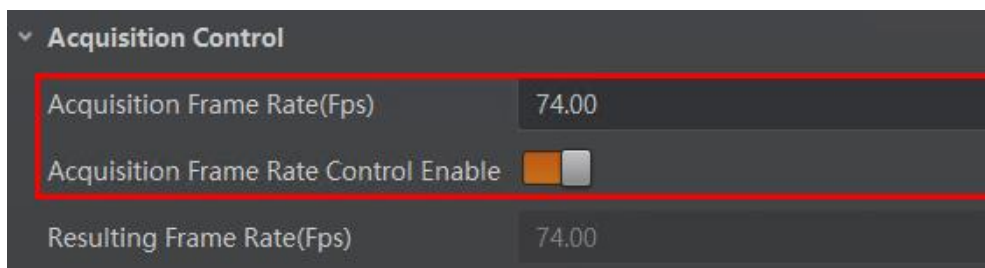 Acquisition Control
Acquisition Frame Rate(Fps) 74.00
Acquisition Frame Rate Control Enable
Resulting Frame Rate(Fps) 74.00